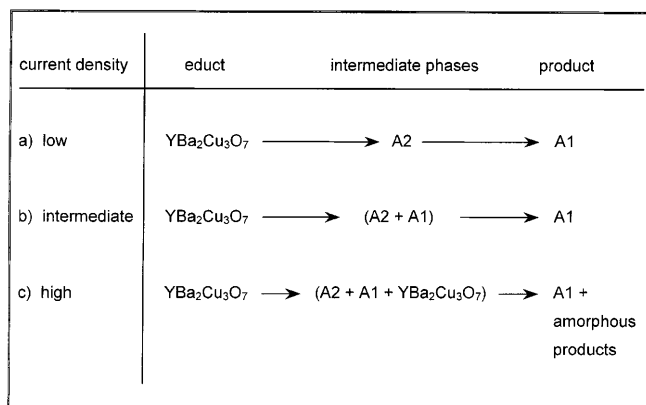 current density educt intermediate phases product
a) low YBa₂Cu₃O₇ A2 A1
b) intermediate YBa₂Cu₃O₇ (A2 + A1) A1
c) high YBa₂Cu₃O₇ (A2 + A1 + YBa₂Cu₃O₇) A1 +
amorphous
products